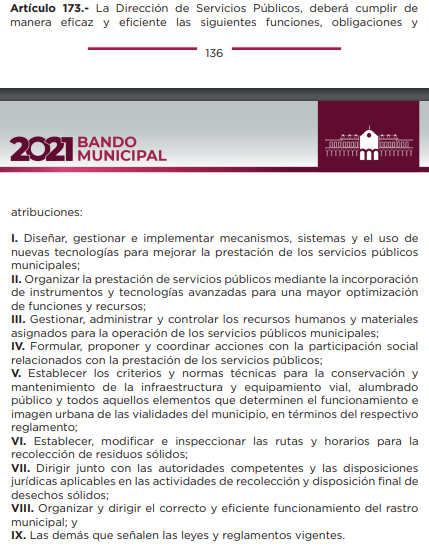 Artículo 173.- La Dirección de Servicios Públicos, deberá cumplir de
manera eficaz y eficiente las siguientes funciones, obligaciones y
136
2021 BANDO
MUNICIPAL
atribuciones:
I. Diseñar, gestionar e implementar mecanismos, sistemas y el uso de
nuevas tecnologías para mejorar la prestación de los servicios públicos
municipales;
II. Organizar la prestación de servicios públicos mediante la incorporación
de instrumentos y tecnologías avanzadas para una mayor optimización
de funciones y recursos;
III. Gestionar, administrar y controlar los recursos humanos y materiales
asignados para la operación de los servicios públicos municipales;
IV. Formular, proponer y coordinar acciones con la participación social
relacionados con la prestación de los servicios públicos;
V. Establecer los criterios y normas técnicas para la conservación y
mantenimiento de la infraestructura y equipamiento vial, alumbrado
público y todos aquellos elementos que determinen el funcionamiento e
imagen urbana de las vialidades del municipio, en términos del respectivo
reglamento;
VI. Establecer, modificar e inspeccionar las rutas y horarios para la
recolección de residuos sólidos;
VII. Dirigir junto con las autoridades competentes y las disposiciones
jurídicas aplicables en las actividades de recolección y disposición final de
desechos sólidos;
VIII. Organizar y dirigir el correcto y eficiente funcionamiento del rastro
municipal; y
IX. Las demás que señalen las leyes y reglamentos vigentes.